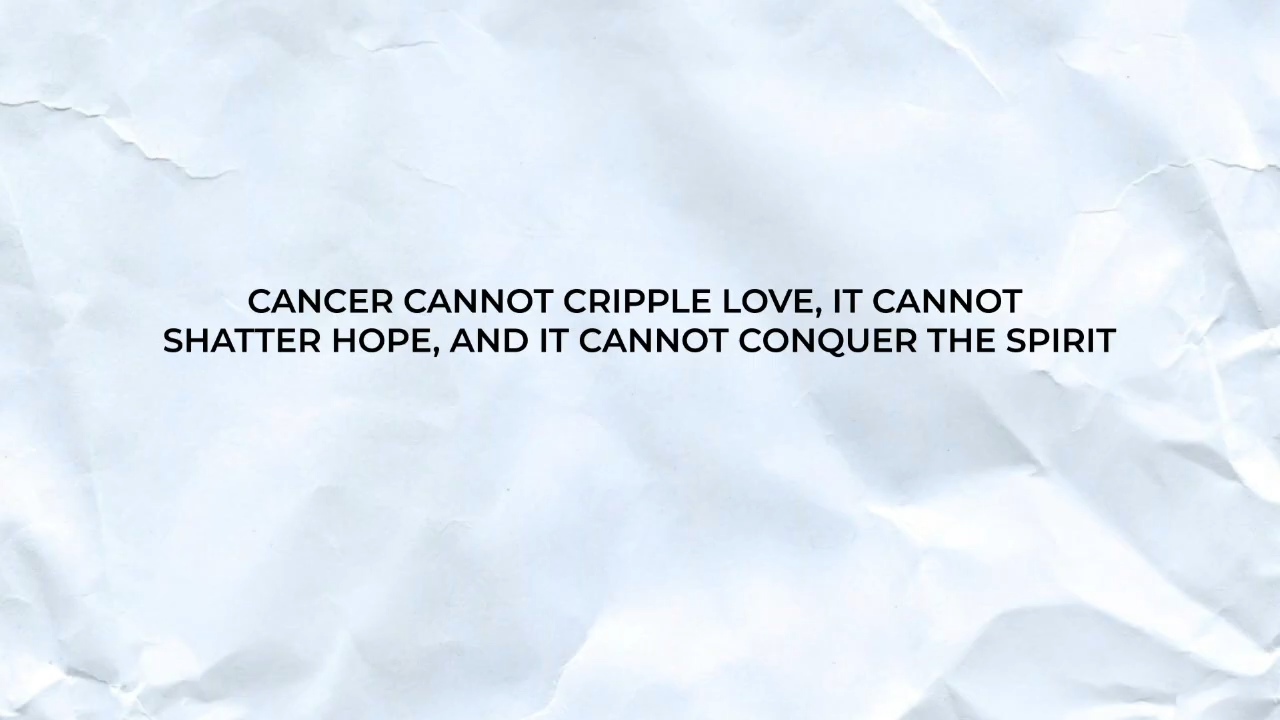 CANCER CANNOT CRIPPLE LOVE, IT CANNOT
SHATTER HOPE, AND IT CANNOT CONQUER THE SPIRIT